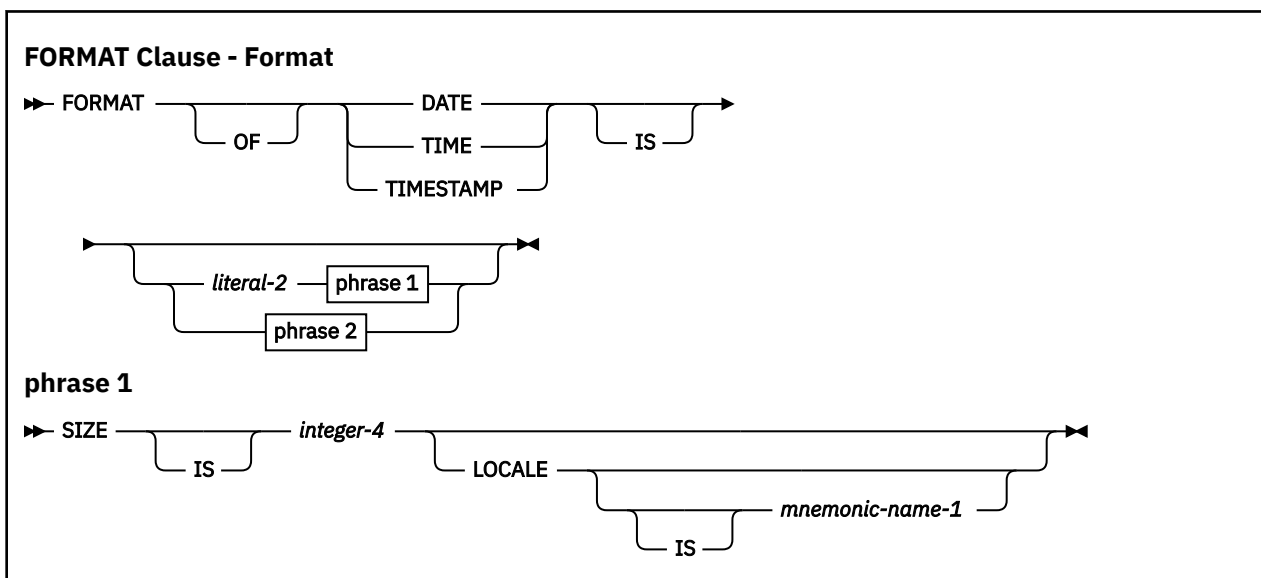 FORMAT Clause - Format
FORMAT DATE
OF TIME IS
TIMESTAMP
literal-2 phrase 1
phrase 2
phrase 1
SIZE integer-4
IS LOCALE
mnemonic-name-1
IS